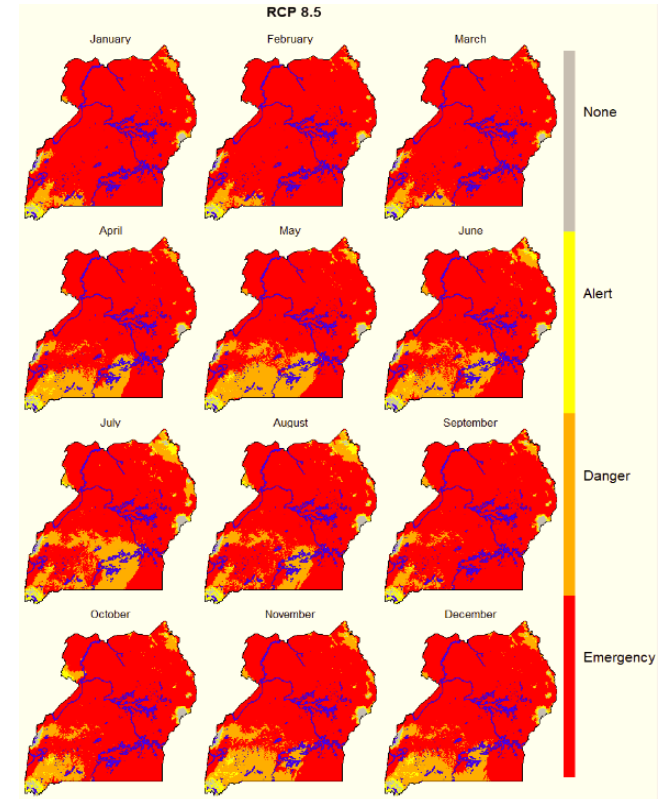 RCP 8.5
January
February
March
None
April
May
June
Alert
July
August
September
Danger
October
November
December
Emergency